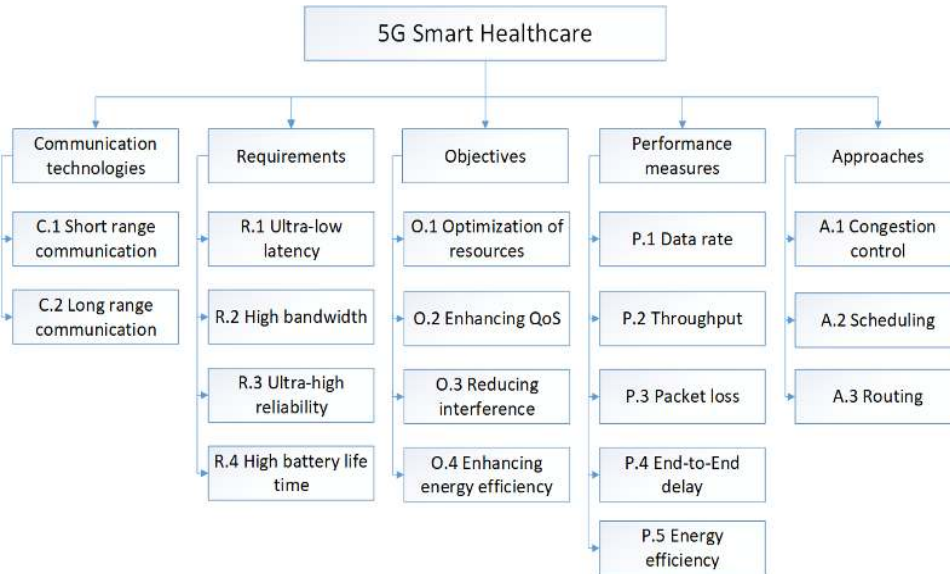 5G Smart Healthcare
Communication
technologies
C.1 Short range
communication
C.2 Long range
communication
Requirements
R.1 Ultra-low
latency
R.2 High bandwidth
R.3 Ultra-high
reliability
R.4 High battery life
time
Objectives
O.1 Optimization of
resources
O.2 Enhancing QoS
O.3 Reducing
interference
O.4 Enhancing
energy efficiency
Performance
measures
P.1 Data rate
P.2 Throughput
P.3 Packet loss
P.4 End-to-End
delay
P.5 Energy
efficiency
Approaches
A.1 Congestion
control
A.2 Scheduling
A.3 Routing